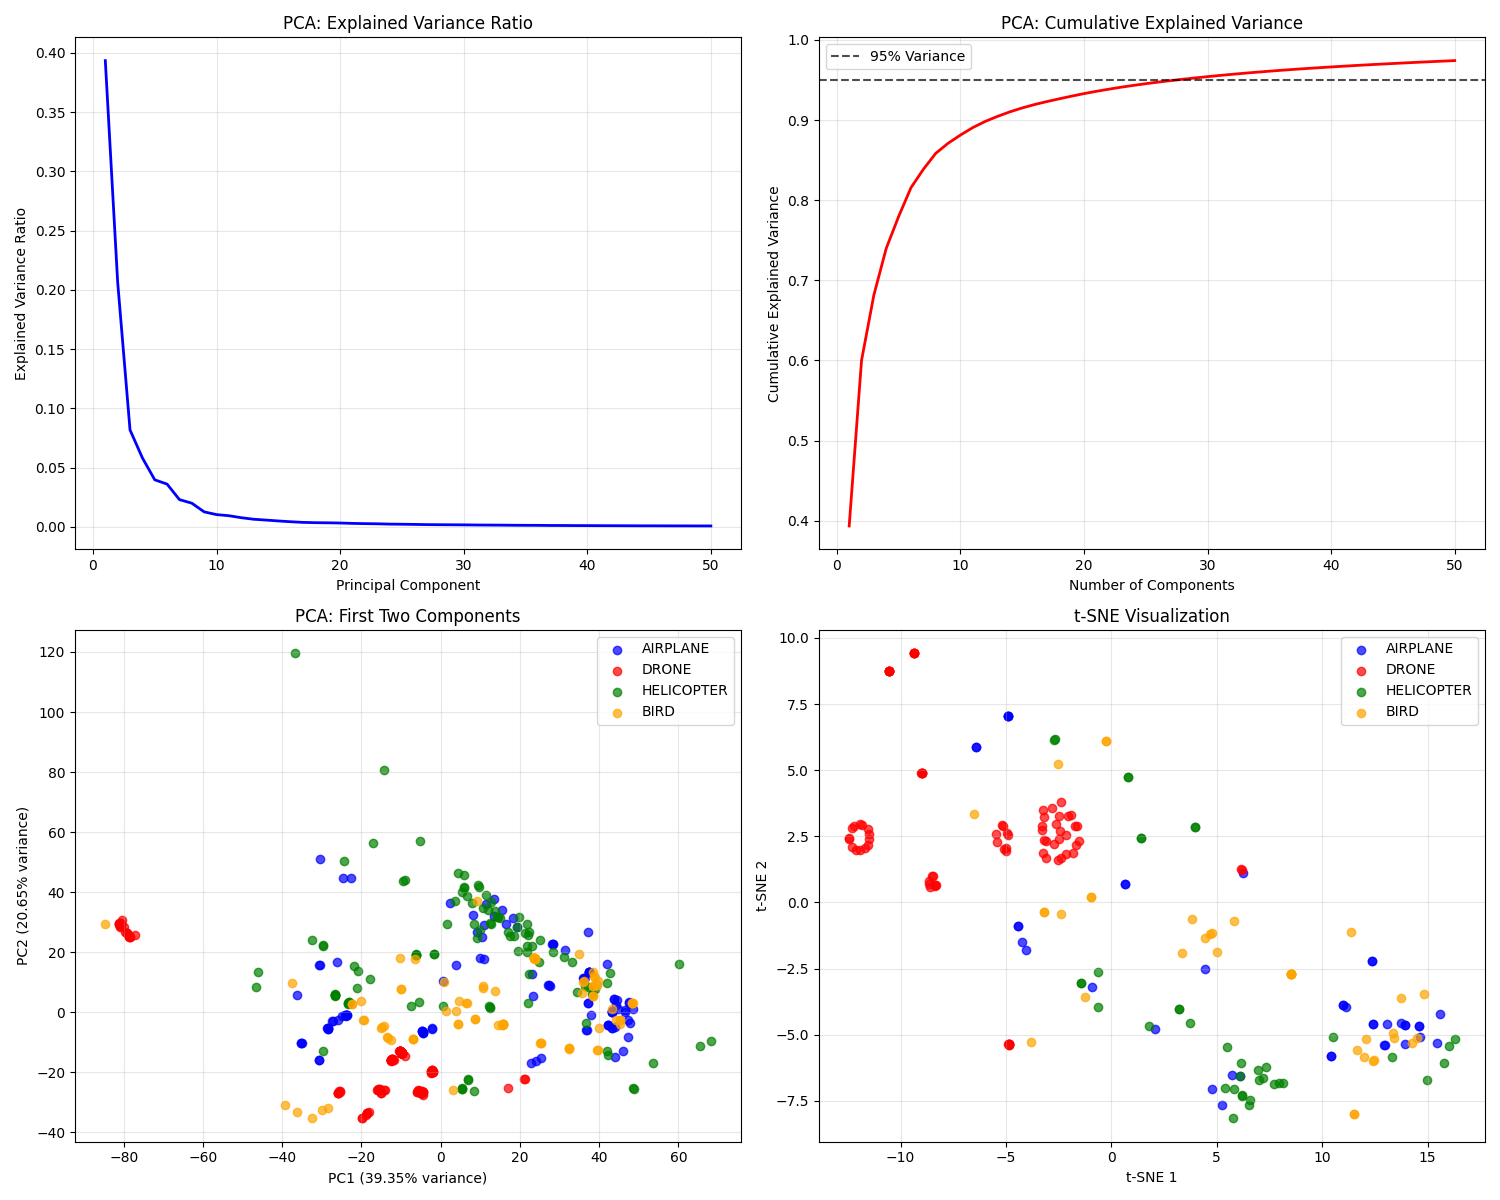 PCA: Explained Variance Ratio
0.40
0.35
0.30
0.25
0.20
0.15
0.10
0.05
0.00
Explained Variance Ratio
0 10 20 30 40 50
Principal Component
PCA: Cumulative Explained Variance
95% Variance
1.0
0.9
0.8
0.7
0.6
0.5
0.4
Cumulative Explained Variance
0 10 20 30 40 50
Number of Components
PCA: First Two Components
AIRPLANE
DRONE
HELICOPTER
BIRD
120
100
80
60
40
20
0
−20
−40
PC2 (20.65% variance)
−80 −60 −40 −20 0 20 40 60
PC1 (39.35% variance)
t-SNE Visualization
AIRPLANE
DRONE
HELICOPTER
BIRD
10.0
7.5
5.0
2.5
0.0
−2.5
−5.0
−7.5
t-SNE 2
−10 −5 0 5 10 15
t-SNE 1